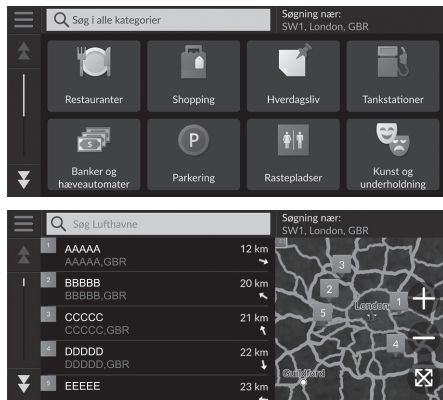 Søg i alle kategorier
Søgning nær:
SW1, London, GBR
Restauranter
Shopping
Hverdagsliv
Tankstationer
$
P
Banker og
hæveautomater
Parkering
Rastepladser
Kunst og
underholdning
Søg Lufthavne
Søgning nær:
SW1, London, GBR
1 AAAAA 12 km
AAAAA,GBR
2 BBBBB 20 km
BBBBB,GBR
3 CCCCC 21 km
CCCCC,GBR
4 DDDDD 22 km
DDDDD,GBR
5 EEEEE 23 km
3
2
London
1
5
4
Guildford